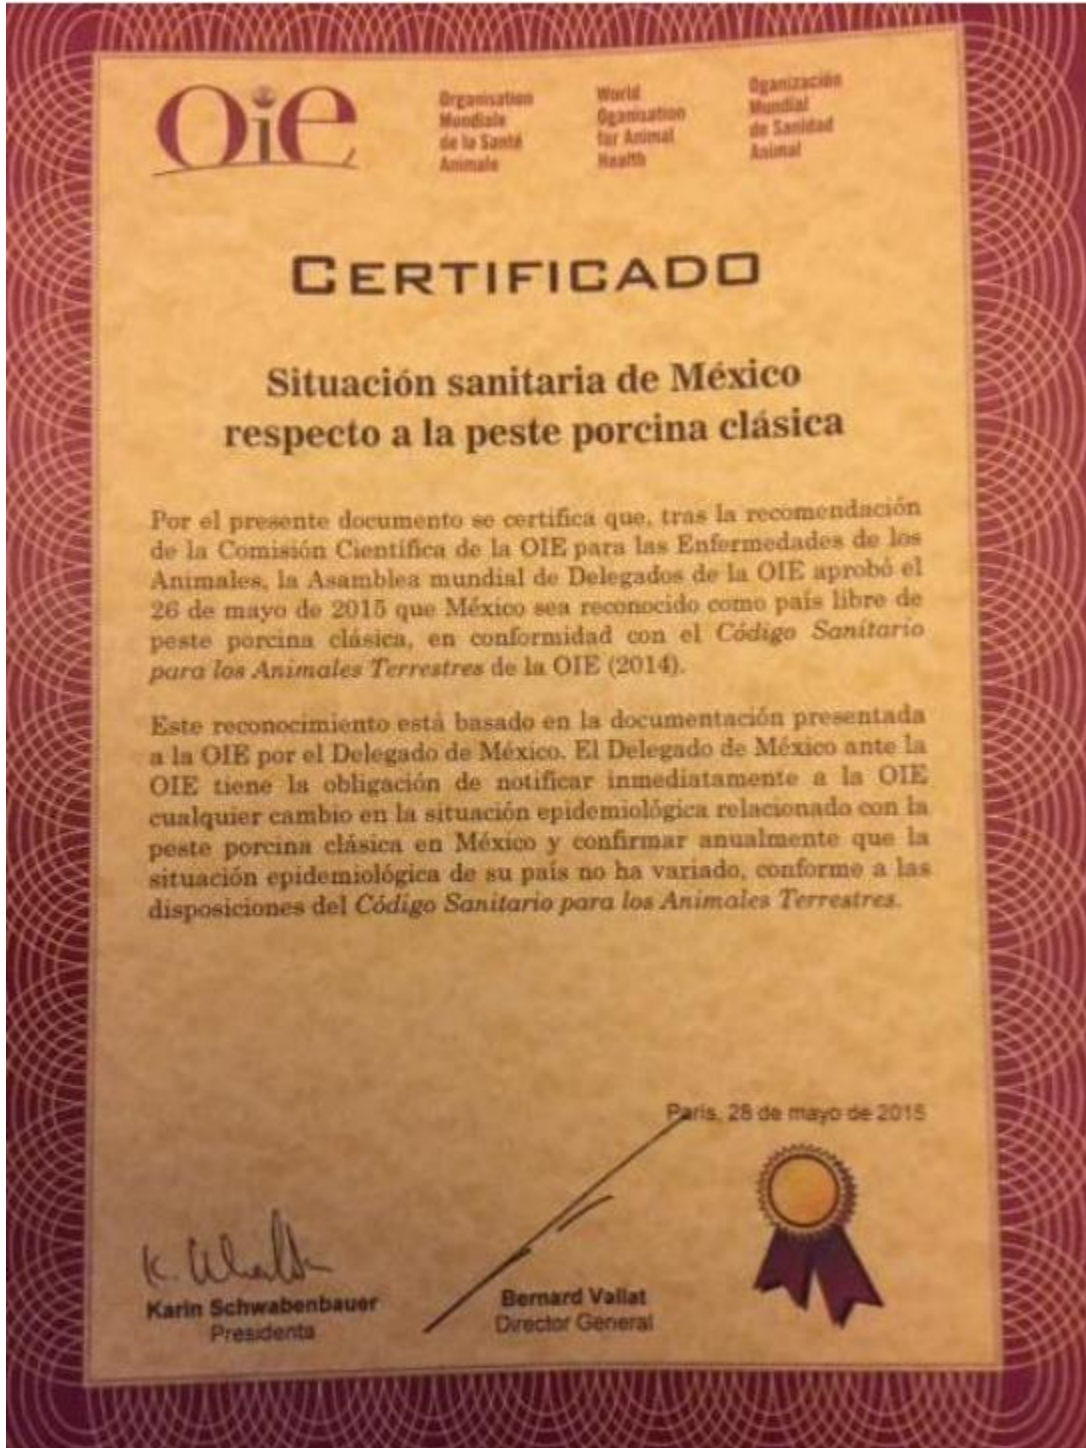 Oie
Organisation
Mondiale
de la Santé
Animale
World
Oganisation
for Animal
Health
Oganización
Mundial
de Sanidad
Animal
CERTIFICADO
Situación sanitaria de México
respecto a la peste porcina clásica
Por el presente documento se certifica que, tras la recomendación
de la Comisión Científica de la OIE para las Enfermedades de los
Animales, la Asamblea mundial de Delegados de la OIE aprobó el
26 de mayo de 2015 que México sea reconocido como país libre de
peste porcina clásica, en conformidad con el Código Sanitario
para los Animales Terrestres de la OIE (2014).
Este reconocimiento está basado en la documentación presentada
a la OIE por el Delegado de México. El Delegado de México ante la
OIE tiene la obligación de notificar inmediatamente a la OIE
cualquier cambio en la situación epidemiológica relacionado con la
peste porcina clásica en México y confirmar anualmente que la
situación epidemiológica de su país no ha variado, conforme a las
disposiciones del Código Sanitario para los Animales Terrestres.
París, 28 de mayo de 2015
Karin Schwabenbauer
Presidenta
Bernard Vallat
Director General